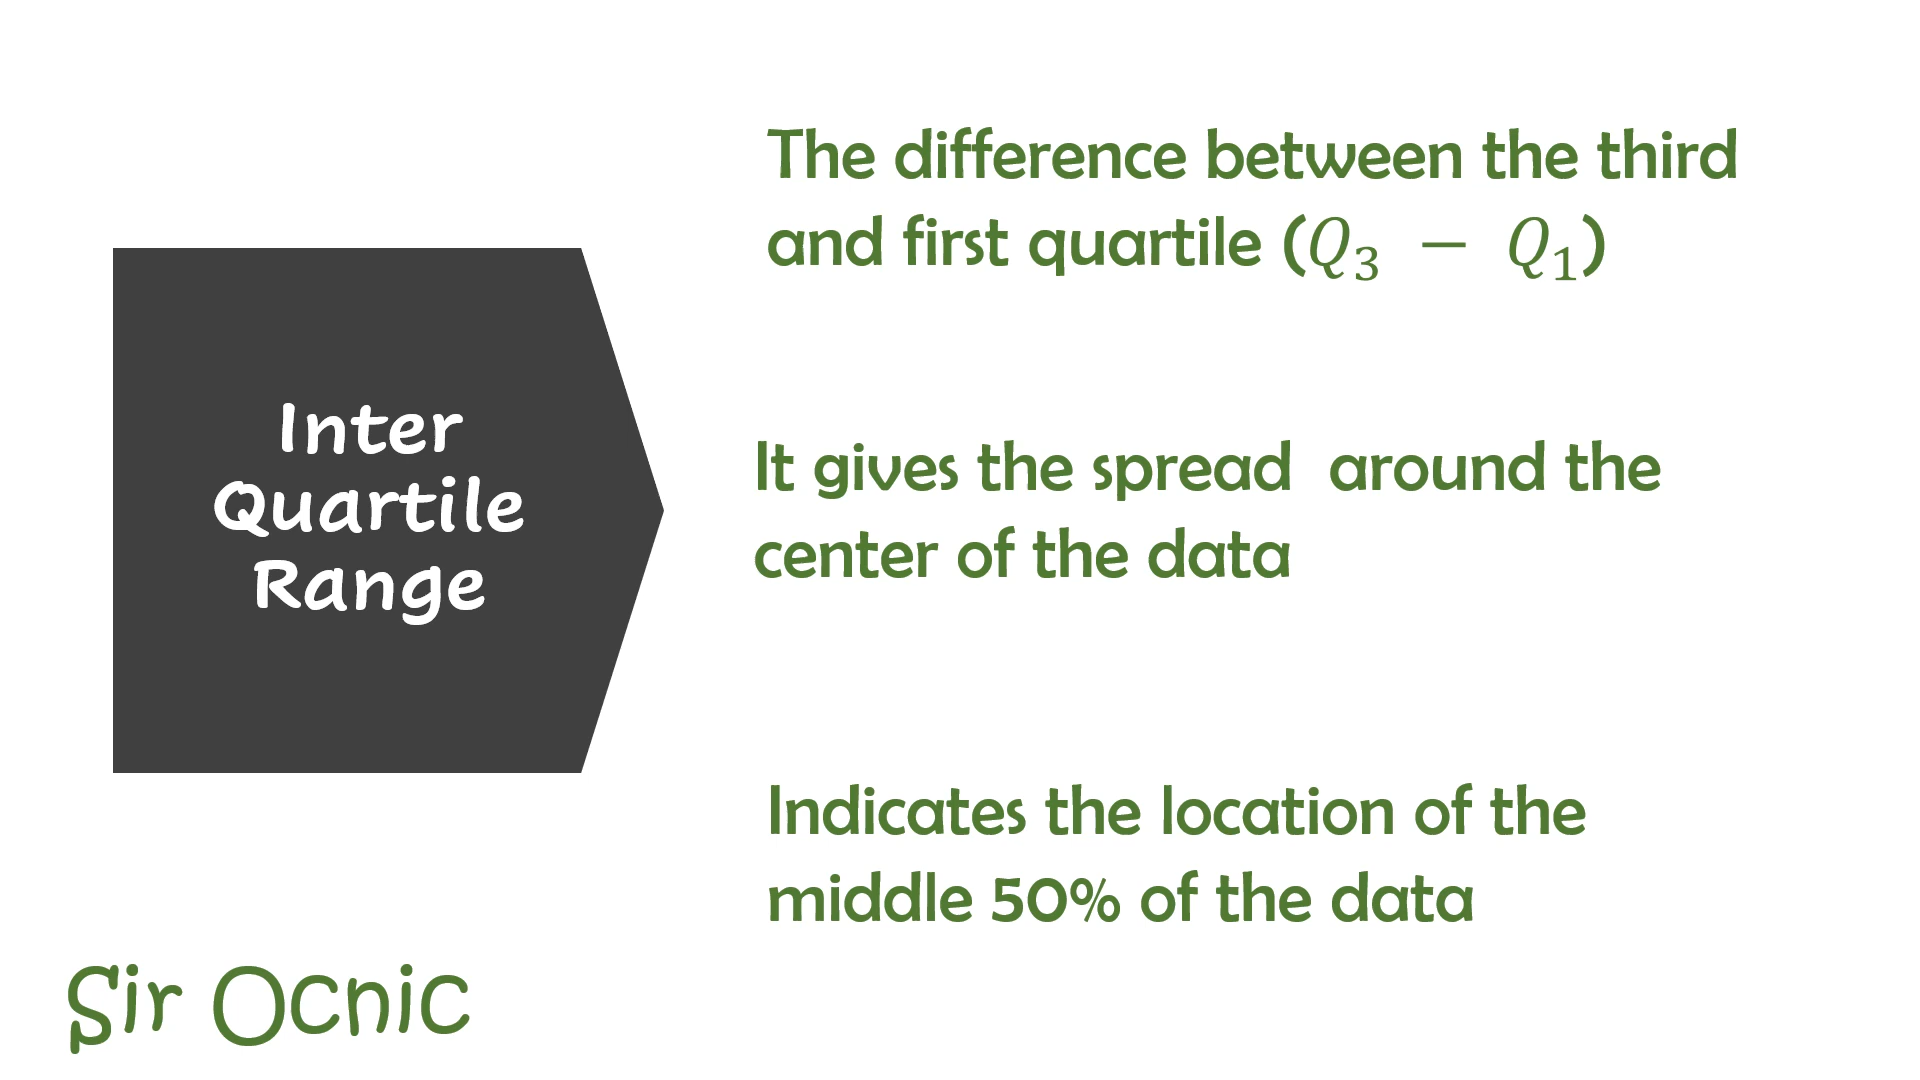 Inter
Quartile
Range
The difference between the third
and first quartile (𝑄₃ − 𝑄₁)
It gives the spread  around the
center of the data
Indicates the location of the
middle 50% of the data
Sir Ocnic